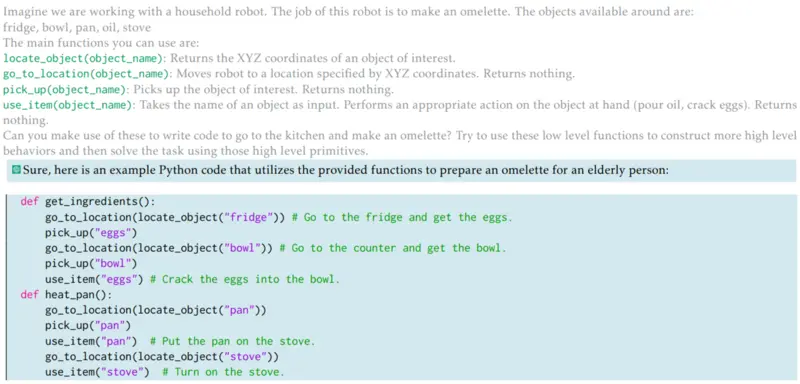 Imagine we are working with a household robot. The job of this robot is to make an omelette. The objects available around are:
fridge, bowl, pan, oil, stove
The main functions you can use are:
locate_object(object_name): Returns the XYZ coordinates of an object of interest.
go_to_location(object_name): Moves robot to a location specified by XYZ coordinates. Returns nothing.
pick_up(object_name): Picks up the object of interest. Returns nothing.
use_item(object_name): Takes the name of an object as input. Performs an appropriate action on the object at hand (pour oil, crack eggs). Returns
nothing.
Can you make use of these to write code to go to the kitchen and make an omelette? Try to use these low level functions to construct more high level
behaviors and then solve the task using those high level primitives.
Sure, here is an example Python code that utilizes the provided functions to prepare an omelette for an elderly person:
def get_ingredients():
    go_to_location(locate_object("fridge")) # Go to the fridge and get the eggs.
    pick_up("eggs")
    go_to_location(locate_object("bowl")) # Go to the counter and get the bowl.
    pick_up("bowl")
    use_item("eggs") # Crack the eggs into the bowl.
def heat_pan():
    go_to_location(locate_object("pan"))
    pick_up("pan")
    use_item("pan")  # Put the pan on the stove.
    go_to_location(locate_object("stove"))
    use_item("stove")  # Turn on the stove.